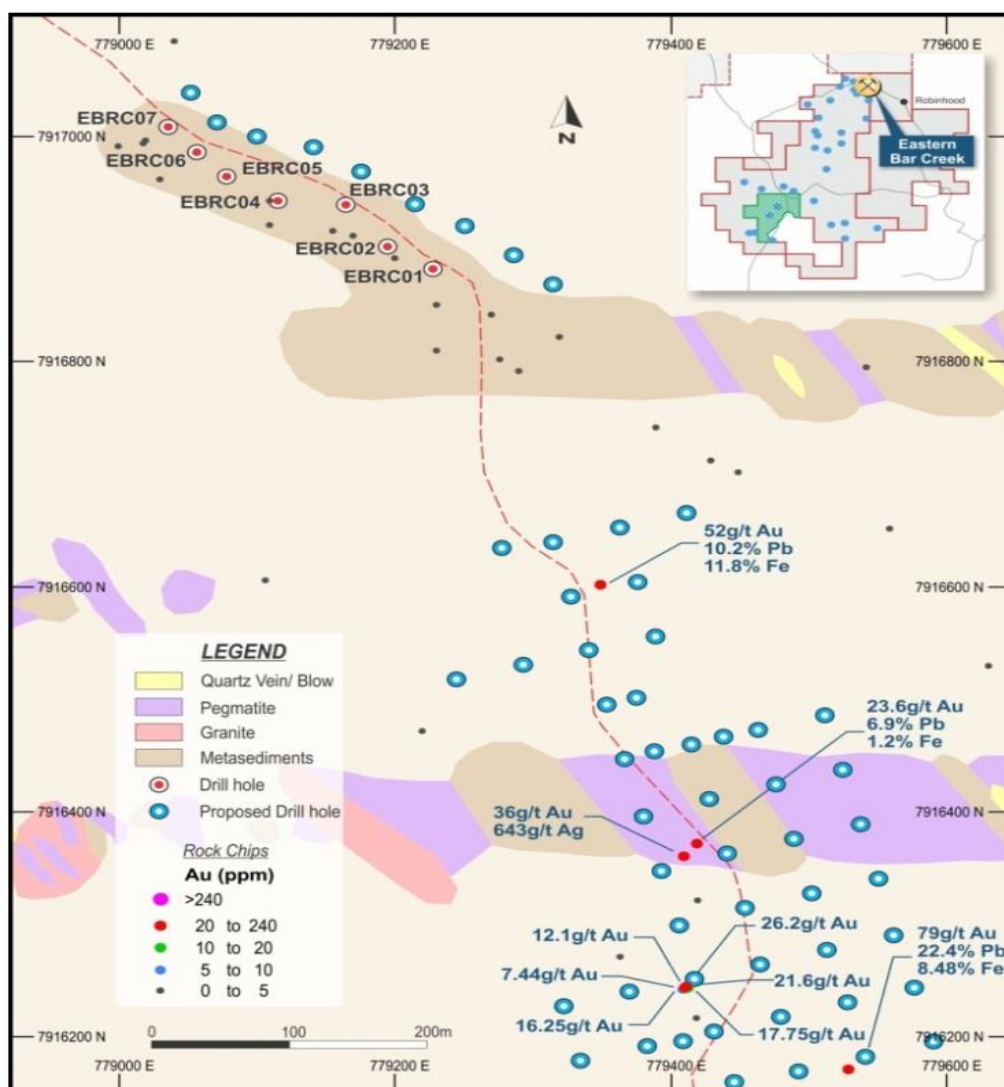 779000 E
779200 E
779400 E
779600 E
7917000 N
7917000 N
EBRC07
EBRC06
EBRC05
EBRC04
EBRC03
EBRC02
EBRC01
N
Robinhood
Eastern
Bar Creek
7916800 N
7916800 N
52g/t Au
10.2% Pb
11.8% Fe
7916600 N
7916600 N
LEGEND
Quartz Vein/ Blow
Pegmatite
Granite
Metasediments
Drill hole
Proposed Drill hole
Rock Chips
Au (ppm)
>240
20 to 240
10 to 20
5 to 10
0 to 5
0 100 200m
23.6g/t Au
6.9% Pb
1.2% Fe
7916400 N
7916400 N
36g/t Au
643g/t Ag
12.1g/t Au
26.2g/t Au
79g/t Au
22.4% Pb
8.48% Fe
7.44g/t Au
21.6g/t Au
16.25g/t Au
17.75g/t Au
7916200 N
7916200 N
779000 E
779200 E
779400 E
779600 E